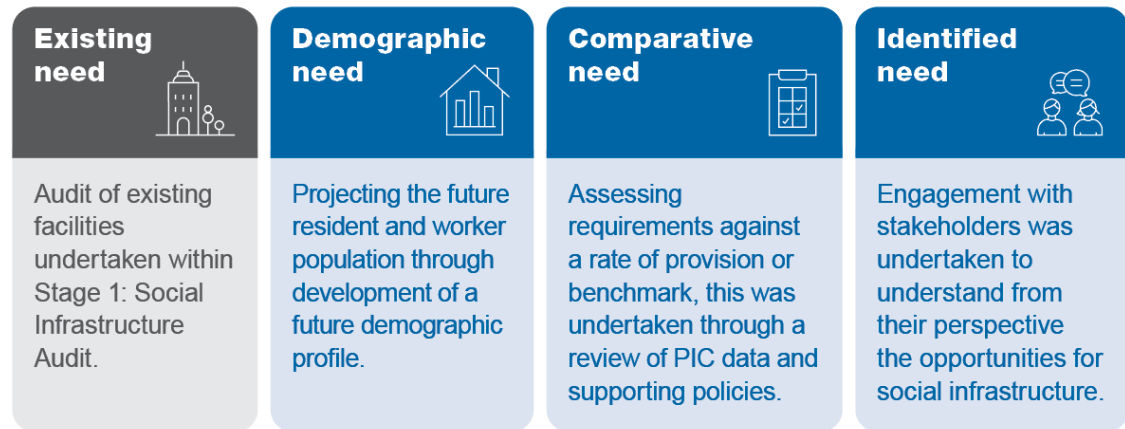 Existing
need
Audit of existing
facilities
undertaken within
Stage 1: Social
Infrastructure
Audit.
Demographic
need
Projecting the future
resident and worker
population through
development of a
future demographic
profile.
Comparative
need
Assessing
requirements against
a rate of provision or
benchmark, this was
undertaken through a
review of PIC data and
supporting policies.
Identified
need
Engagement with
stakeholders was
undertaken to
understand from
their perspective
the opportunities for
social infrastructure.